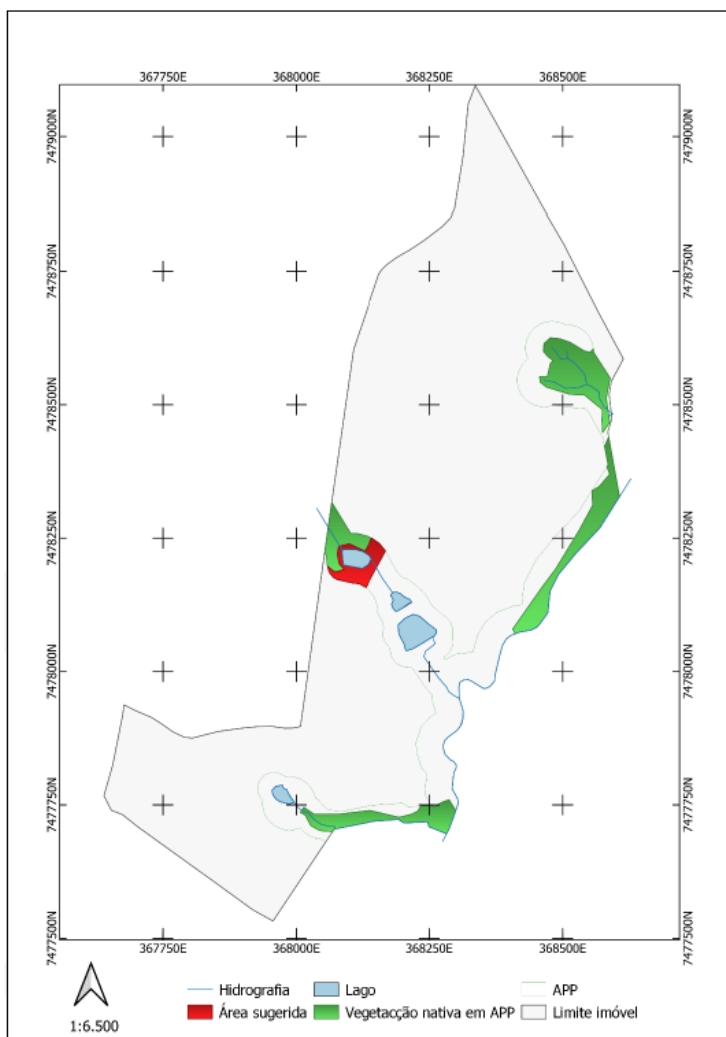 367750E 368000E 368250E 368500E
7479000N 7479000N
7478750N 7478750N
7478500N 7478500N
7478250N 7478250N
7478000N 7478000N
7477750N 7477750N
7477500N 7477500N
367750E 368000E 368250E 368500E
Hidrografia Lago APP
Área sugerida Vegetacção nativa em APP Limite imóvel
1:6.500